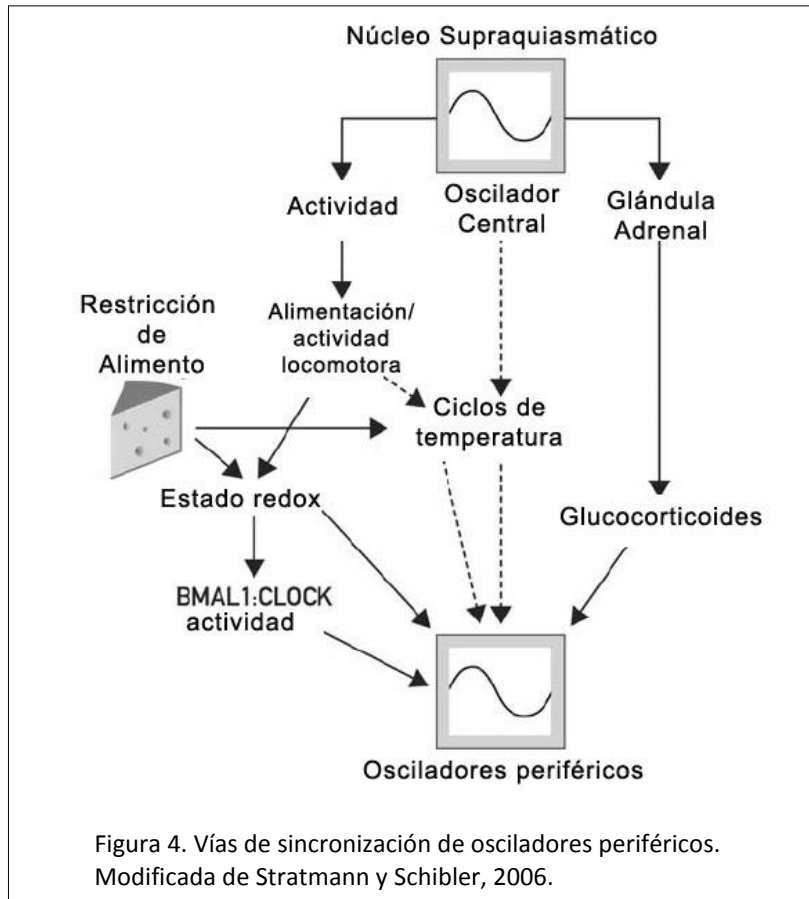 Núcleo Supraquiasmático
Actividad
Oscilador
Central
Glándula
Adrenal
Restricción
de
Alimento
Alimentación/
actividad
locomotora
Ciclos de
temperatura
Estado redox
Glucocorticoides
BMAL1:CLOCK
actividad
Osciladores periféricos
Figura 4. Vías de sincronización de osciladores periféricos.
Modificada de Stratmann y Schibler, 2006.